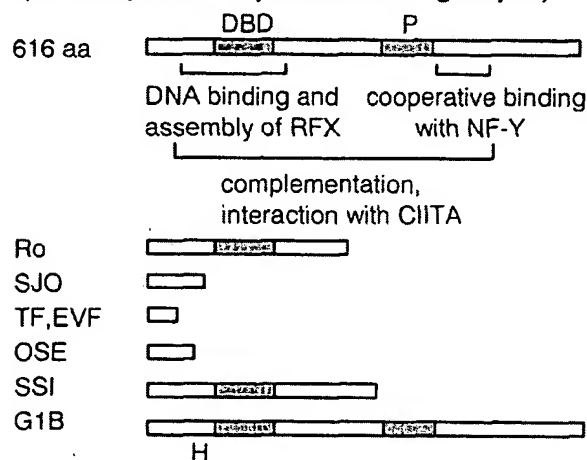 DBD P
616 aa
DNA binding and cooperative binding
assembly of RFX with NF-Y
complementation,
interaction with CIITA
Ro
SJO
TF,EVF
OSE
SSI
G1B
H